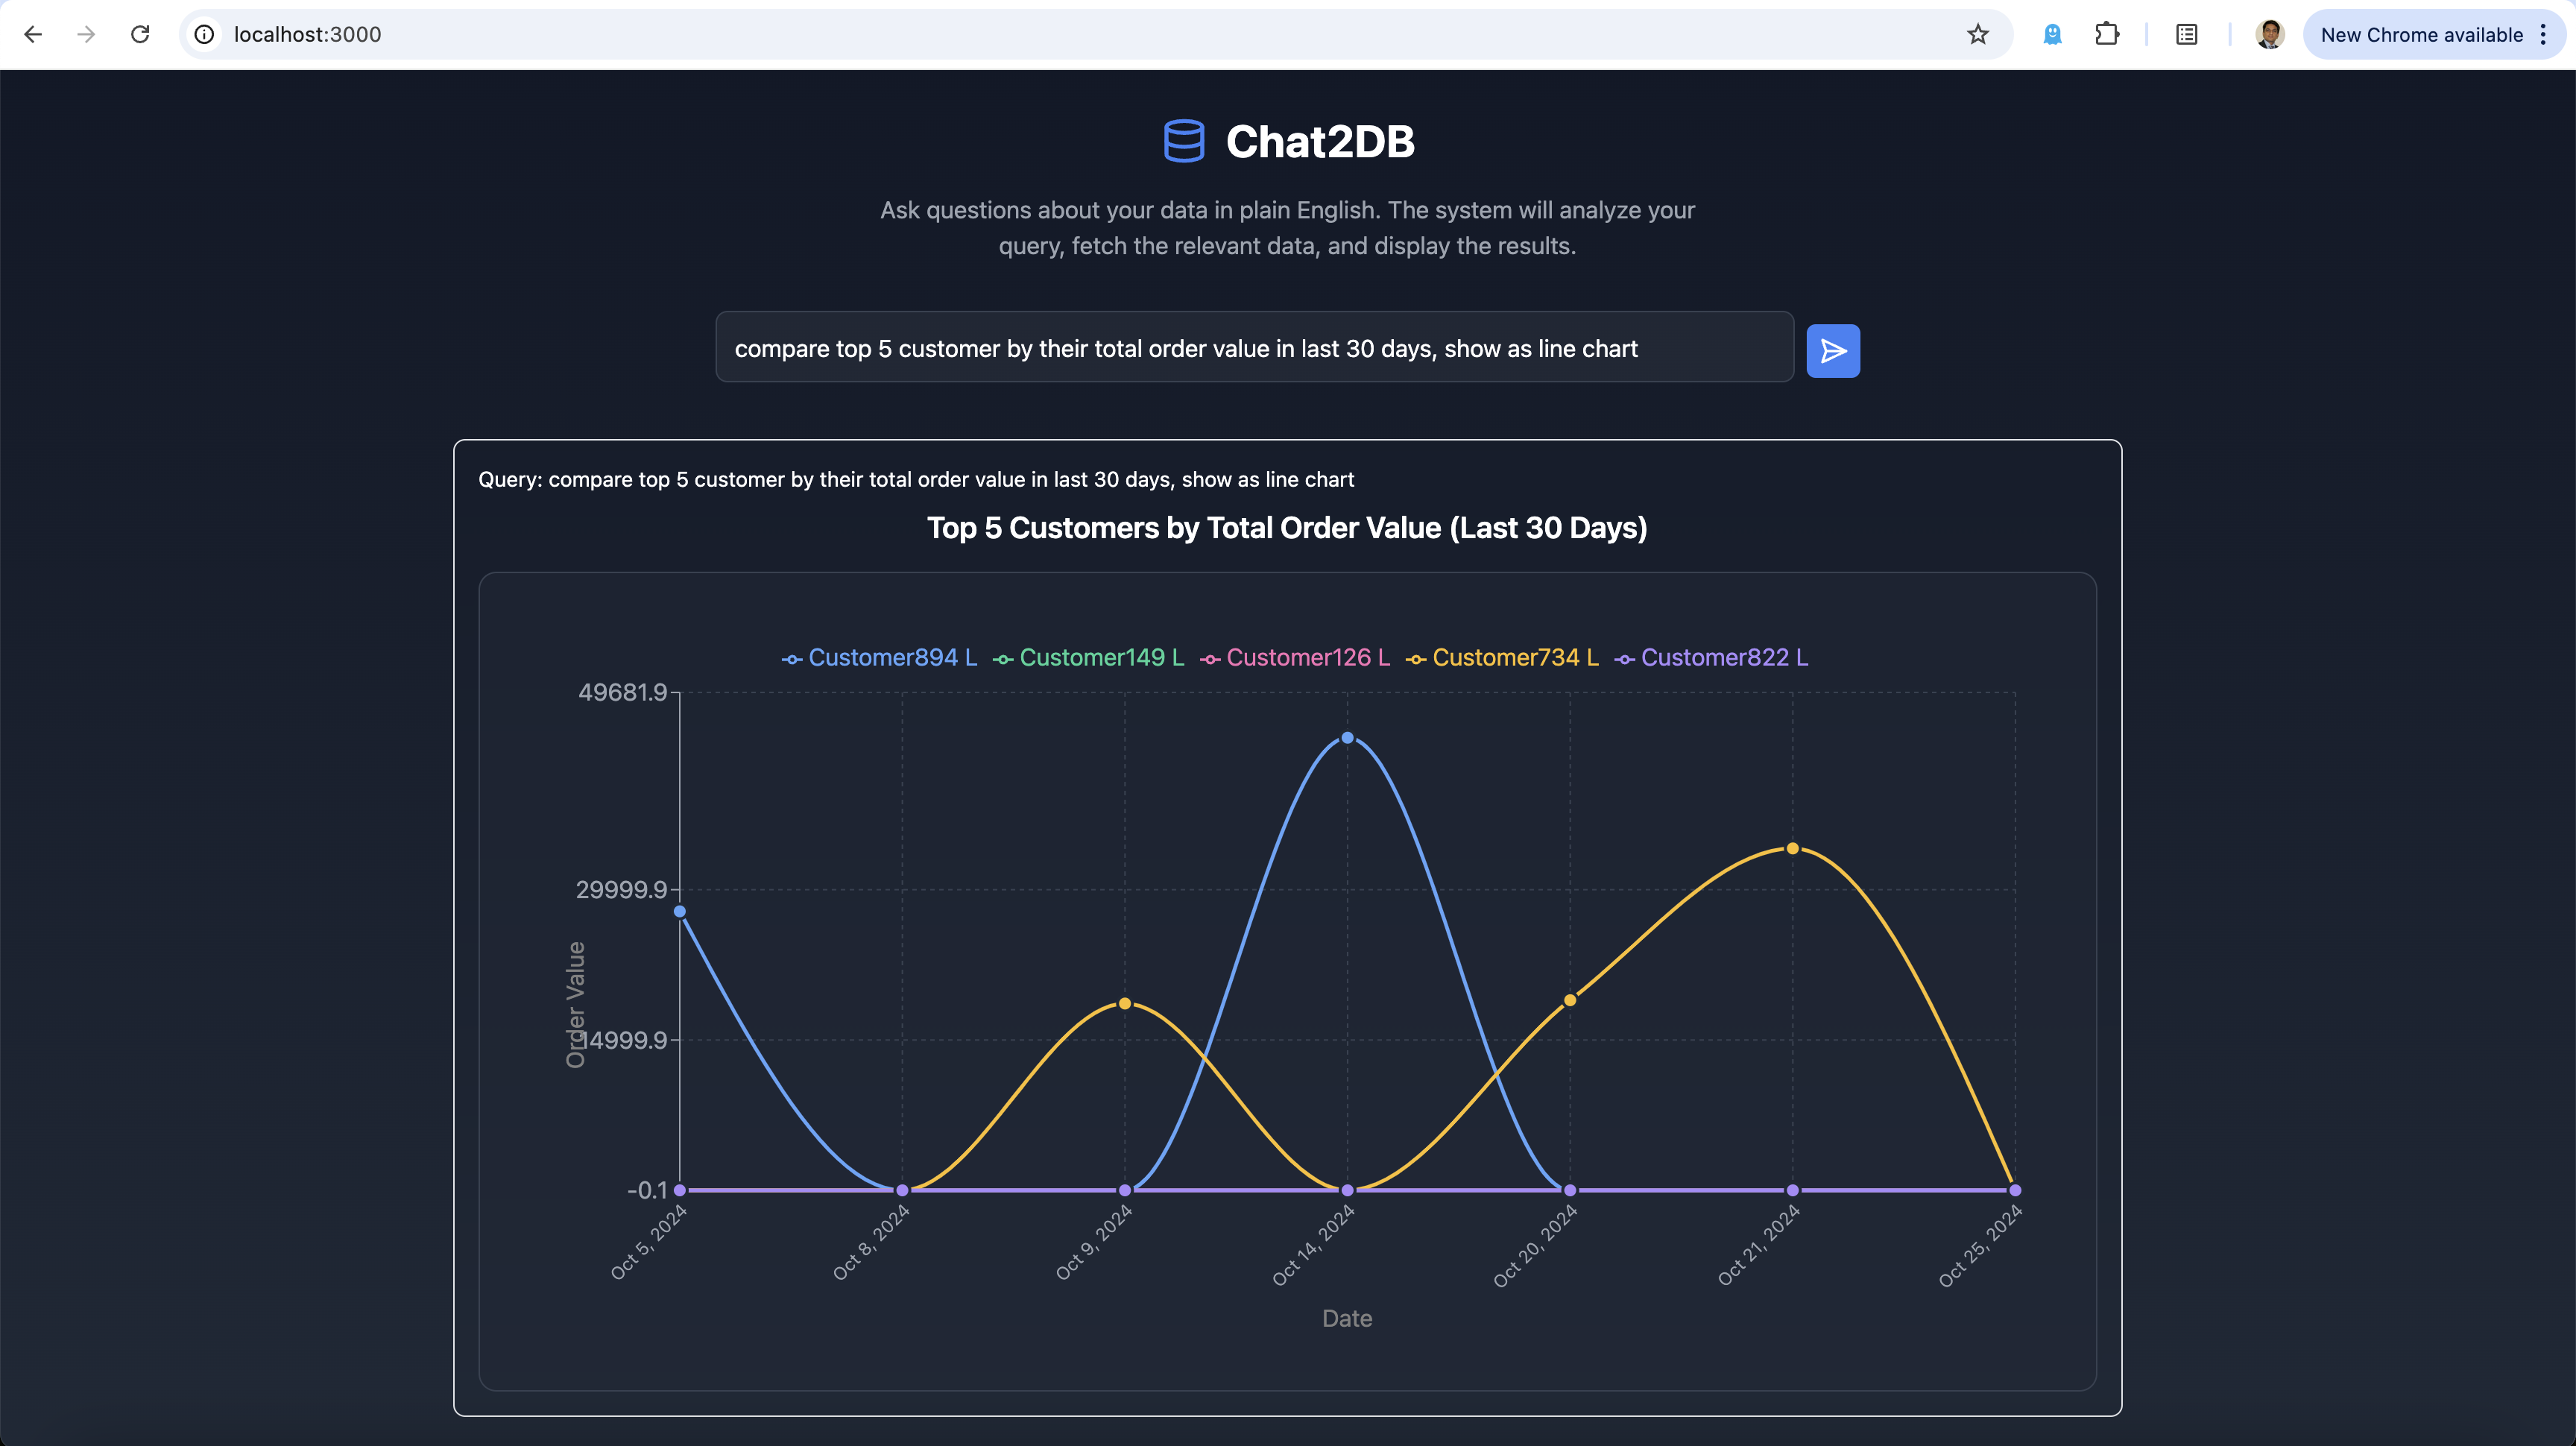 localhost:3000
New Chrome available
Chat2DB
Ask questions about your data in plain English. The system will analyze your
query, fetch the relevant data, and display the results.
compare top 5 customer by their total order value in last 30 days, show as line chart
Query: compare top 5 customer by their total order value in last 30 days, show as line chart
Top 5 Customers by Total Order Value (Last 30 Days)
Customer894 L Customer149 L Customer126 L Customer734 L Customer822 L
49681.9
29999.9
14999.9
-0.1
Order Value
Oct 5, 2024
Oct 8, 2024
Oct 9, 2024
Oct 14, 2024
Oct 20, 2024
Oct 21, 2024
Oct 25, 2024
Date